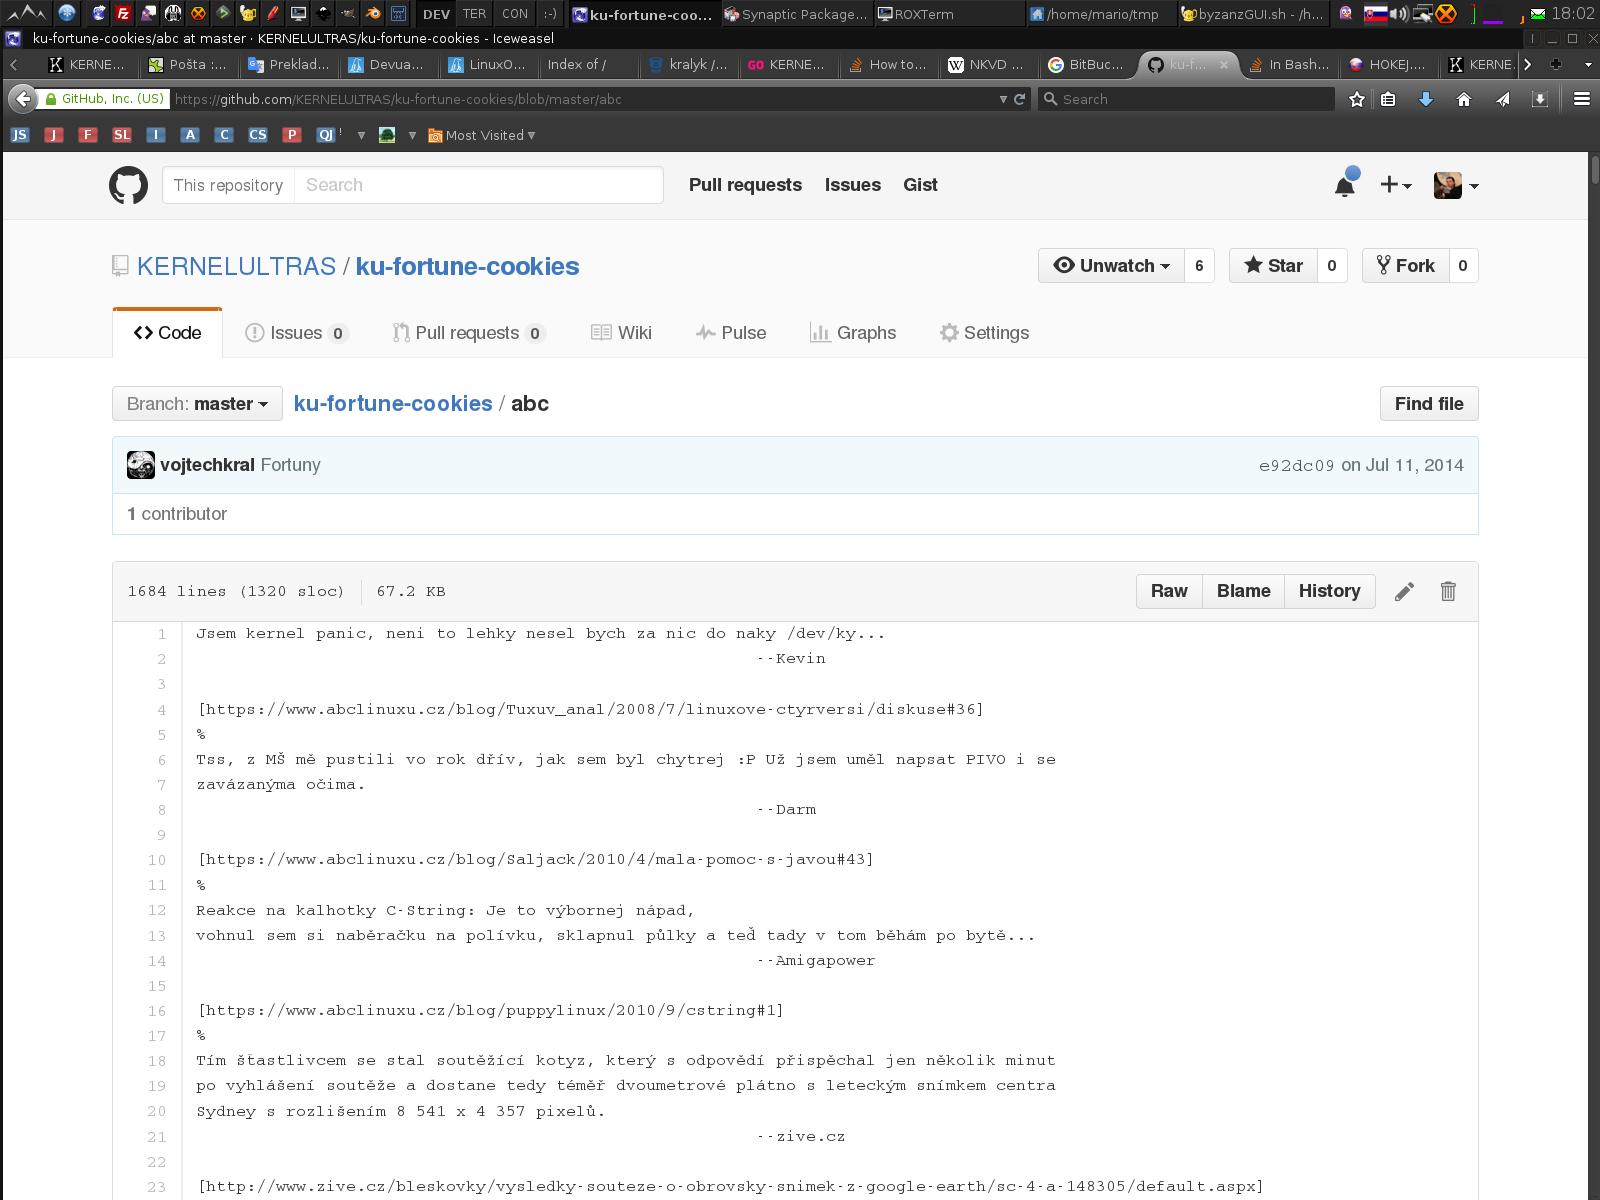 DEV TER CON :-) ku-fortune-coo... Synaptic Package... ROXTerm /home/mario/tmp byzanzGUI.sh - /h... 18:02
ku-fortune-cookies/abc at master · KERNELULTRAS/ku-fortune-cookies - Iceweasel
KERNE... Pošta :... Preklad... Devua... LinuxO... Index of / kralyk /... GO KERNE... How to... W NKVD ... BitBuc... ku-f... × In Bash... HOKEJ.... KERNE.
GitHub, Inc. (US) https://github.com/KERNELULTRAS/ku-fortune-cookies/blob/master/abc Search
JS J F SL I A C CS P QJ ' Most Visited
This repository Search Pull requests Issues Gist
KERNELULTRAS / ku-fortune-cookies Unwatch 6 Star 0 Fork 0
Code Issues 0 Pull requests 0 Wiki Pulse Graphs Settings
Branch: master ku-fortune-cookies / abc Find file
vojtechkral Fortuny e92dc09 on Jul 11, 2014
1 contributor
1684 lines (1320 sloc) 67.2 KB Raw Blame History
1 Jsem kernel panic, neni to lehky nesel bych za nic do naky /dev/ky...
2 --Kevin
3
4 [https://www.abclinuxu.cz/blog/Tuxuv_anal/2008/7/linuxove-ctyrversi/diskuse#36]
5 %
6 Tss, z MŠ mě pustili vo rok dřív, jak sem byl chytrej :P Už jsem uměl napsat PIVO i se
7 zavázanýma očima.
8 --Darm
9
10 [https://www.abclinuxu.cz/blog/Saljack/2010/4/mala-pomoc-s-javou#43]
11 %
12 Reakce na kalhotky C-String: Je to výbornej nápad,
13 vohnul sem si naběračku na polívku, sklapnul půlky a teď tady v tom běhám po bytě...
14 --Amigapower
15
16 [https://www.abclinuxu.cz/blog/puppylinux/2010/9/cstring#1]
17 %
18 Tím šťastlivcem se stal soutěžící kotyz, který s odpovědí přispěchal jen několik minut
19 po vyhlášení soutěže a dostane tedy téměř dvoumetrové plátno s leteckým snímkem centra
20 Sydney s rozlišením 8 541 x 4 357 pixelů.
21 --zive.cz
22
23 [http://www.zive.cz/bleskovky/vysledky-souteze-o-obrovsky-snimek-z-google-earth/sc-4-a-148305/default.aspx]